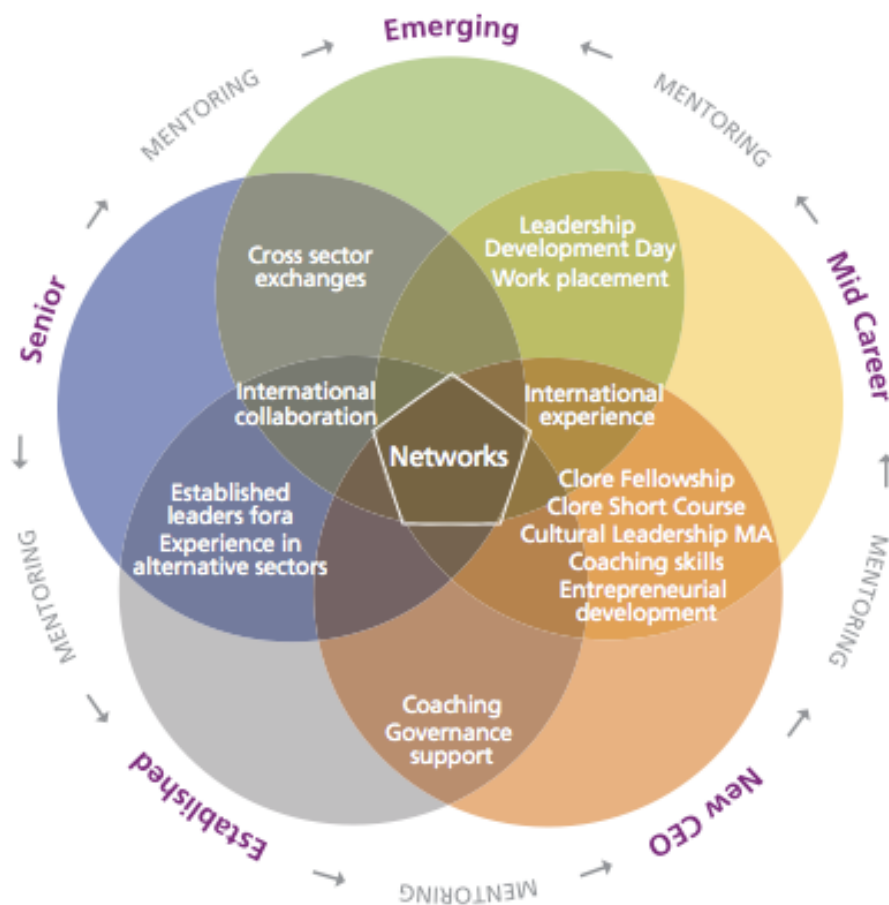 Emerging
MENTORING
MENTORING
Leadership
Development Day
Work placement
Cross sector
exchanges
Senior
Mid Career
International
collaboration
International
experience
Networks
Clore Fellowship
Clore Short Course
Cultural Leadership MA
Coaching skills
Entrepreneurial
development
Established
leaders fora
Experience in
alternative sectors
MENTORING
MENTORING
Coaching
Governance
support
Established
New CEO
MENTORING